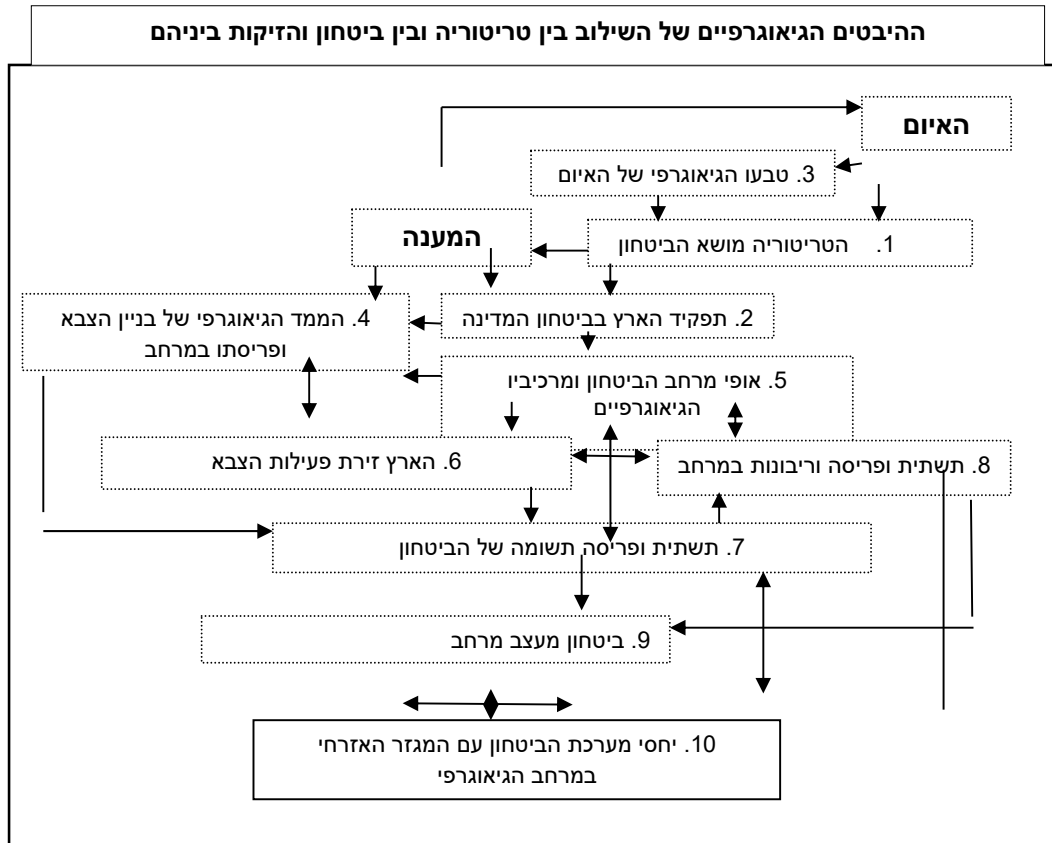 ההיבטים הגיאוגרפיים של השילוב בין טריטוריה ובין ביטחון והזיקות ביניהם
האיום
3. טבעו הגיאוגרפי של האיום
המענה
1. הטריטוריה מושא הביטחון
2. תפקיד הארץ בביטחון המדינה
4. הממד הגיאוגרפי של בניין הצבא
ופריסתו במרחב
5. אופי מרחב הביטחון ומרכיביו
הגיאוגרפיים
8. תשתית ופריסה וריבונות במרחב
6. הארץ זירת פעילות הצבא
7. תשתית ופריסה תשומה של הביטחון
9. ביטחון מעצב מרחב
10. יחסי מערכת הביטחון עם המגזר האזרחי
במרחב הגיאוגרפי